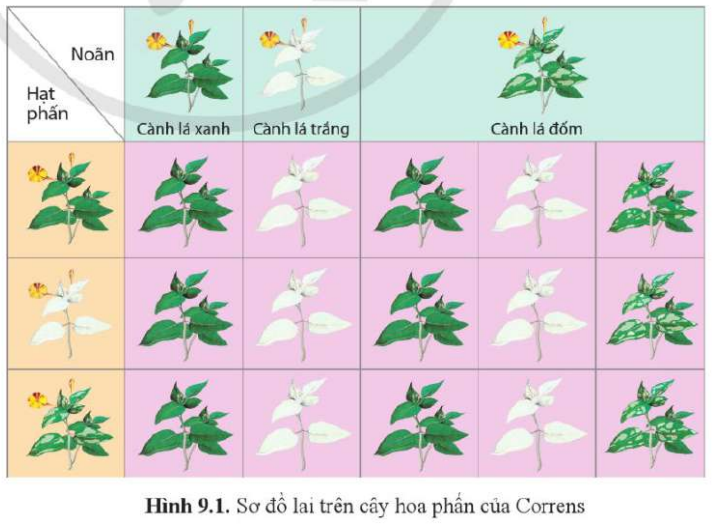 Noãn
Hạt
phấn
Cành lá xanh
Cành lá trắng
Cành lá đốm
Hình 9.1. Sơ đồ lai trên cây hoa phấn của Correns